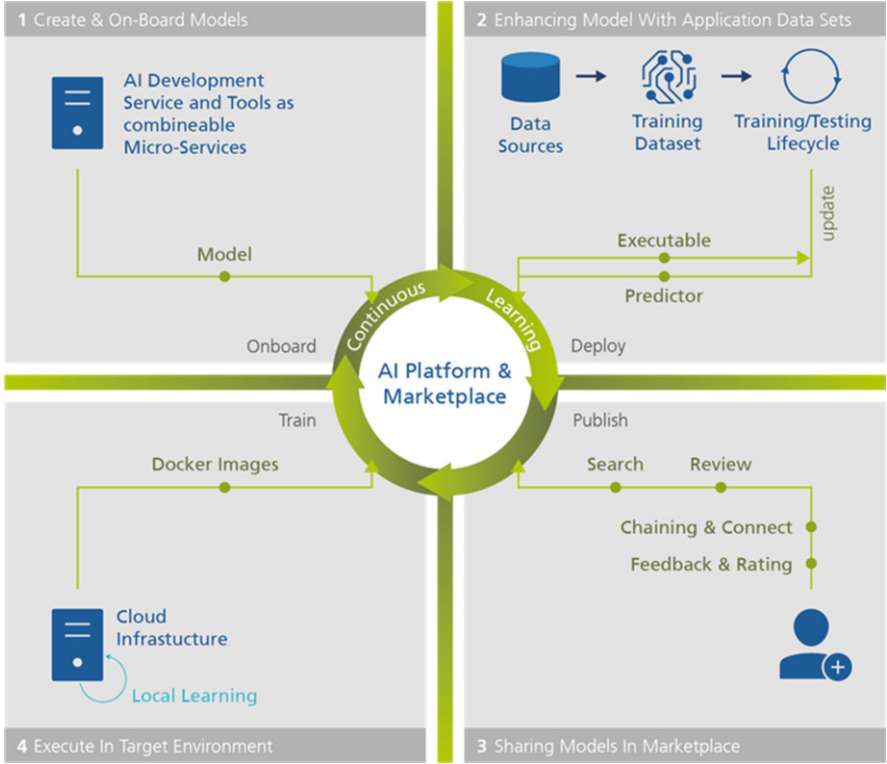 1 Create & On-Board Models
AI Development
Service and Tools as
combineable
Micro-Services
Model
Onboard
2 Enhancing Model With Application Data Sets
Data
Sources
Training
Dataset
Training/Testing
Lifecycle
update
Executable
Predictor
Deploy
Continuous Learning
AI Platform &
Marketplace
Train
Docker Images
Cloud
Infrastucture
Local Learning
4 Execute In Target Environment
Publish
Search
Review
Chaining & Connect
Feedback & Rating
3 Sharing Models In Marketplace